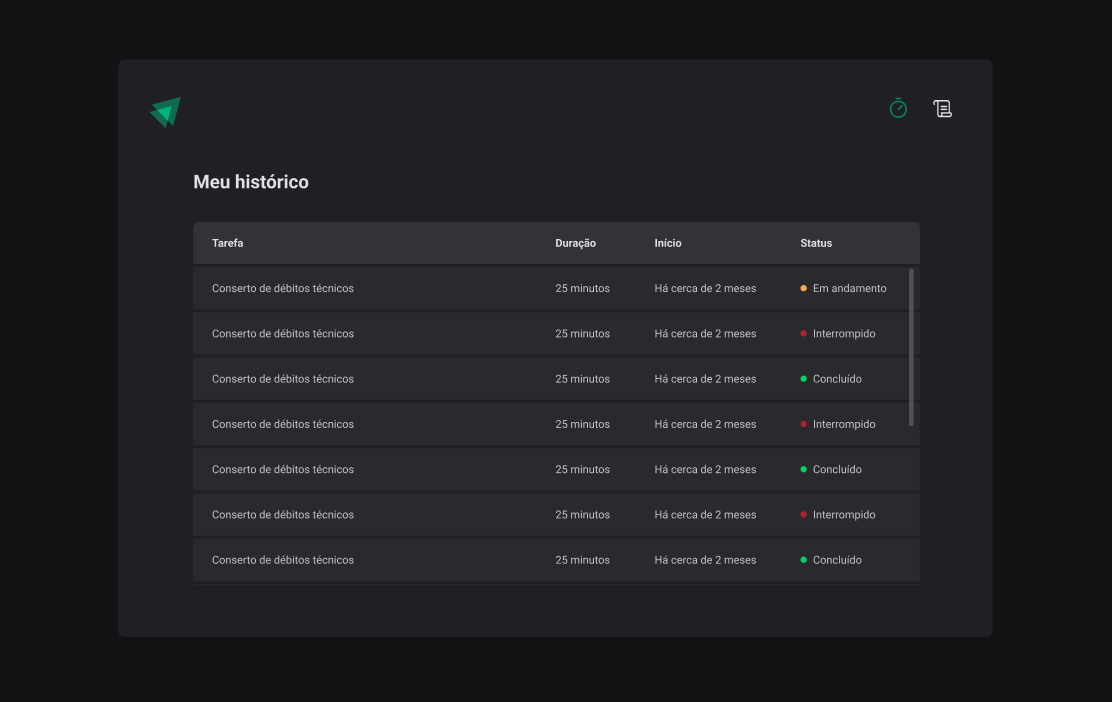 Meu histórico
Tarefa Duração Início Status
Conserto de débitos técnicos 25 minutos Há cerca de 2 meses Em andamento
Conserto de débitos técnicos 25 minutos Há cerca de 2 meses Interrompido
Conserto de débitos técnicos 25 minutos Há cerca de 2 meses Concluído
Conserto de débitos técnicos 25 minutos Há cerca de 2 meses Interrompido
Conserto de débitos técnicos 25 minutos Há cerca de 2 meses Concluído
Conserto de débitos técnicos 25 minutos Há cerca de 2 meses Interrompido
Conserto de débitos técnicos 25 minutos Há cerca de 2 meses Concluído